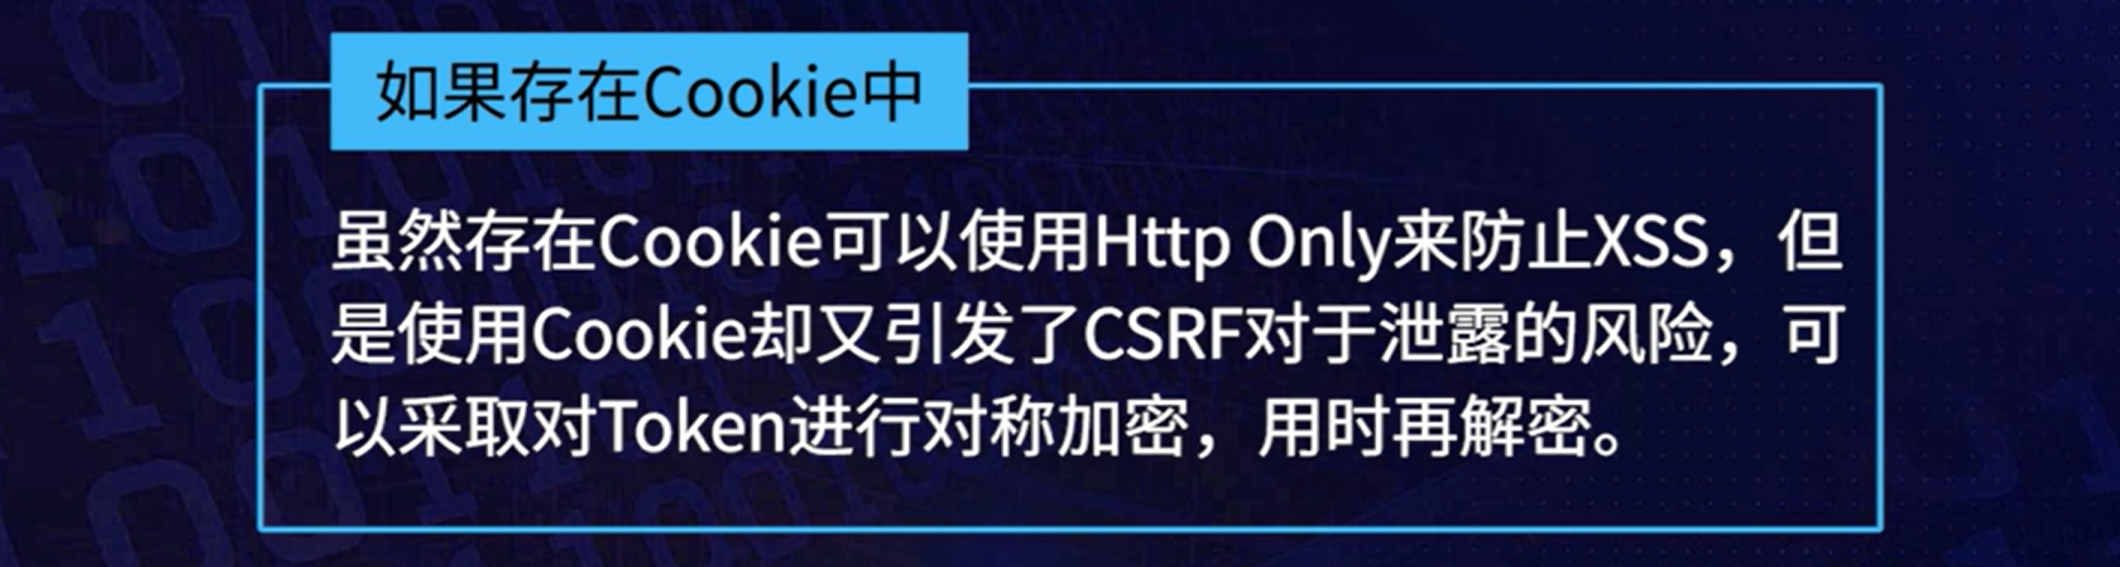 如果存在Cookie中
虽然存在Cookie可以使用Http Only来防止XSS，但
是使用Cookie却又引发了CSRF对于泄露的风险，可
以采取对Token进行对称加密，用时再解密。